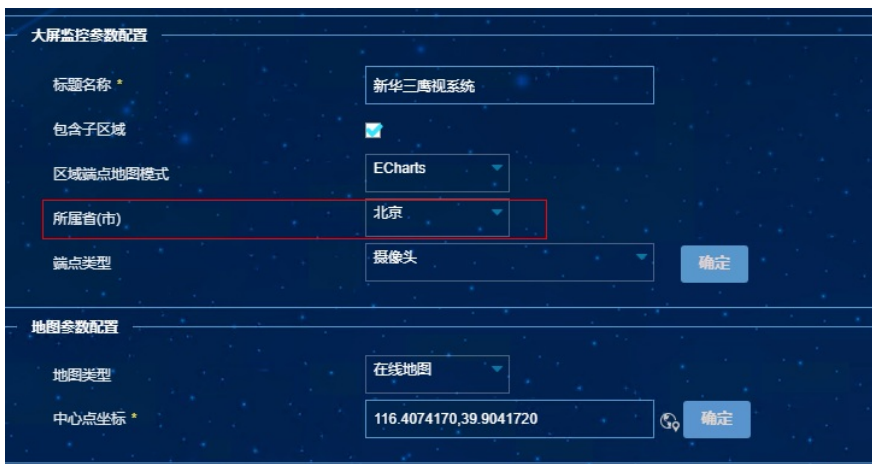 大屏监控参数配置
标题名称 * 新华三鹰视系统
包含子区域
区域端点地图模式 ECharts
所属省(市) 北京
端点类型 摄像头 确定
地图参数配置
地图类型 在线地图
中心点坐标 * 116.4074170,39.9041720 确定